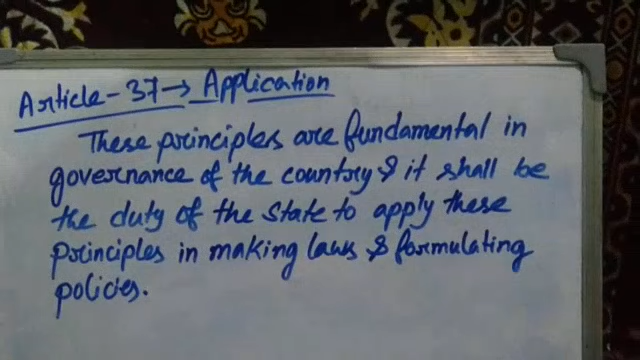 Article-37→ Application
These principles are fundamental in
governance of the country & it shall be
the duty of the state to apply these
principles in making laws & formulating
policies.